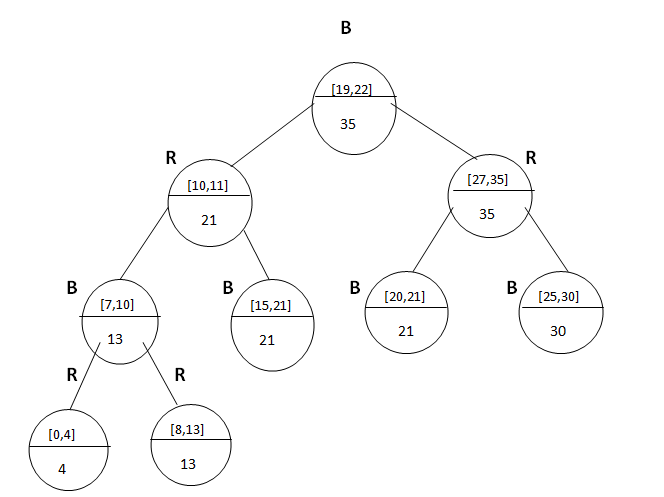 B
[19,22]
35
R
[10,11]
21
R
[27,35]
35
B
[7,10]
13
B
[15,21]
21
B
[20,21]
21
B
[25,30]
30
R
[0,4]
4
R
[8,13]
13